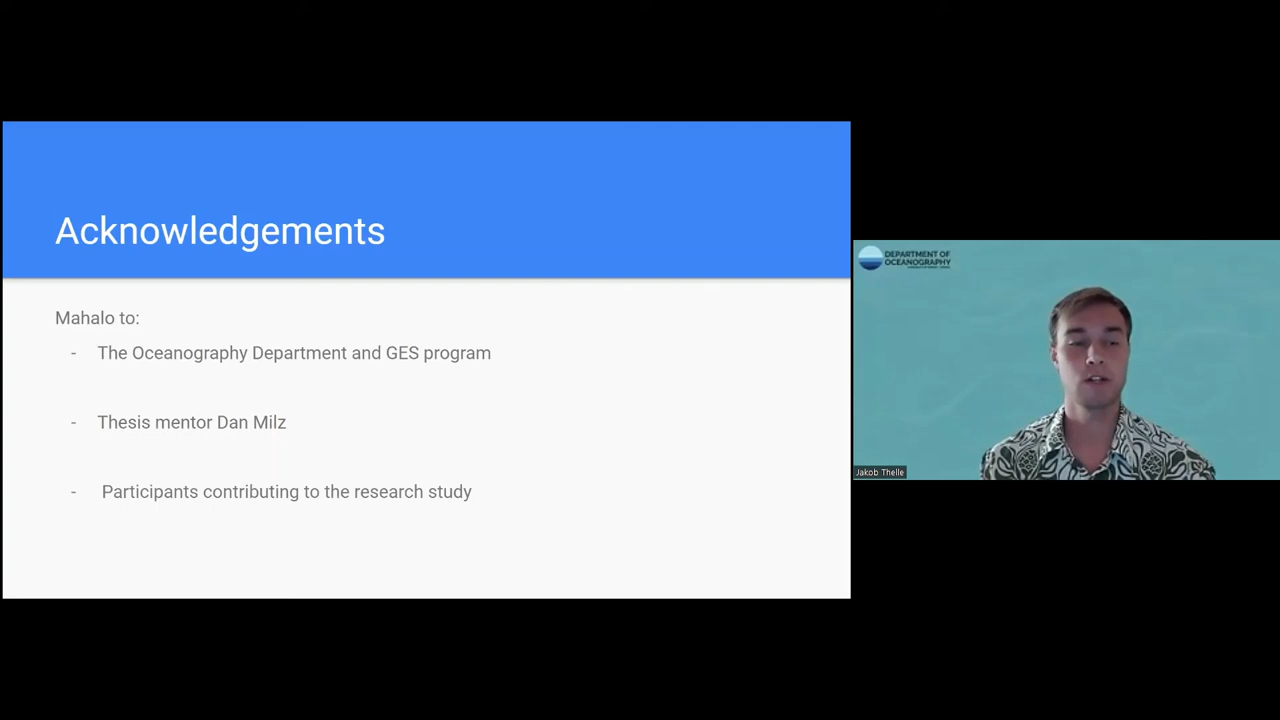 Acknowledgements
Mahalo to:
- The Oceanography Department and GES program
- Thesis mentor Dan Milz
- Participants contributing to the research study
DEPARTMENT OF
OCEANOGRAPHY
Jakob Thelle